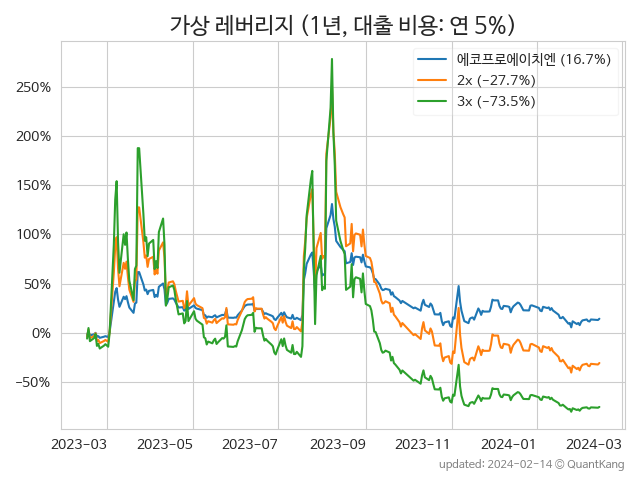 가상 레버리지 (1년, 대출 비용: 연 5%)
에코프로에이치엔 (16.7%)
2x (−27.7%)
3x (−73.5%)
250%
200%
150%
100%
50%
0%
−50%
2023-03 2023-05 2023-07 2023-09 2023-11 2024-01 2024-03
updated: 2024-02-14 © QuantKang